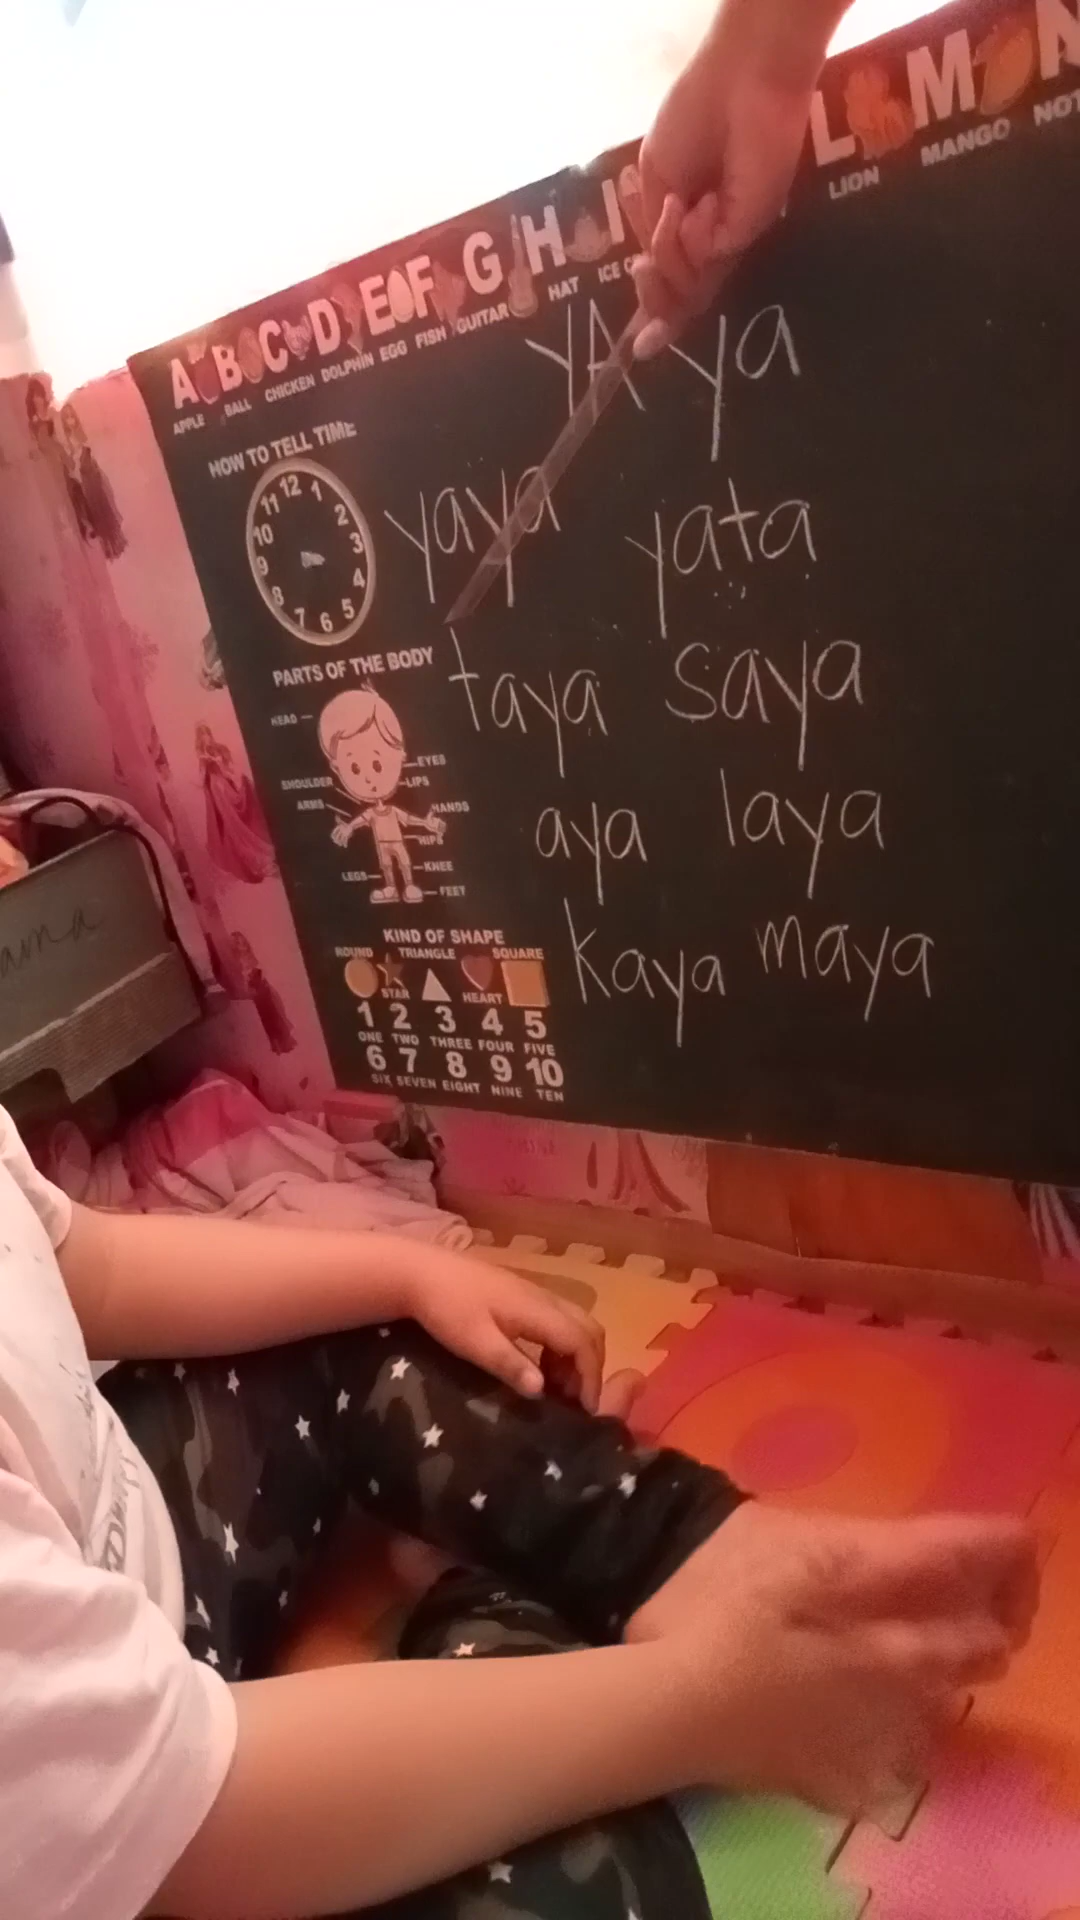 L M N
LION MANGO NOT
A B C D E F G H I
APPLE BALL CHICKEN DOLPHIN EGG FISH GUITAR HAT ICE C
HOW TO TELL TIME
12 1 2 3 4 5 6 7 8 9 10 11
YA ya
yaya yata
taya saya
aya laya
kaya maya
PARTS OF THE BODY
HEAD
EYES
SHOULDER LIPS
ARMS HANDS
HIPS
LEGS KNEE
FEET
KIND OF SHAPE
ROUND TRIANGLE SQUARE
STAR HEART
1 2 3 4 5
ONE TWO THREE FOUR FIVE
6 7 8 9 10
SIX SEVEN EIGHT NINE TEN
ama